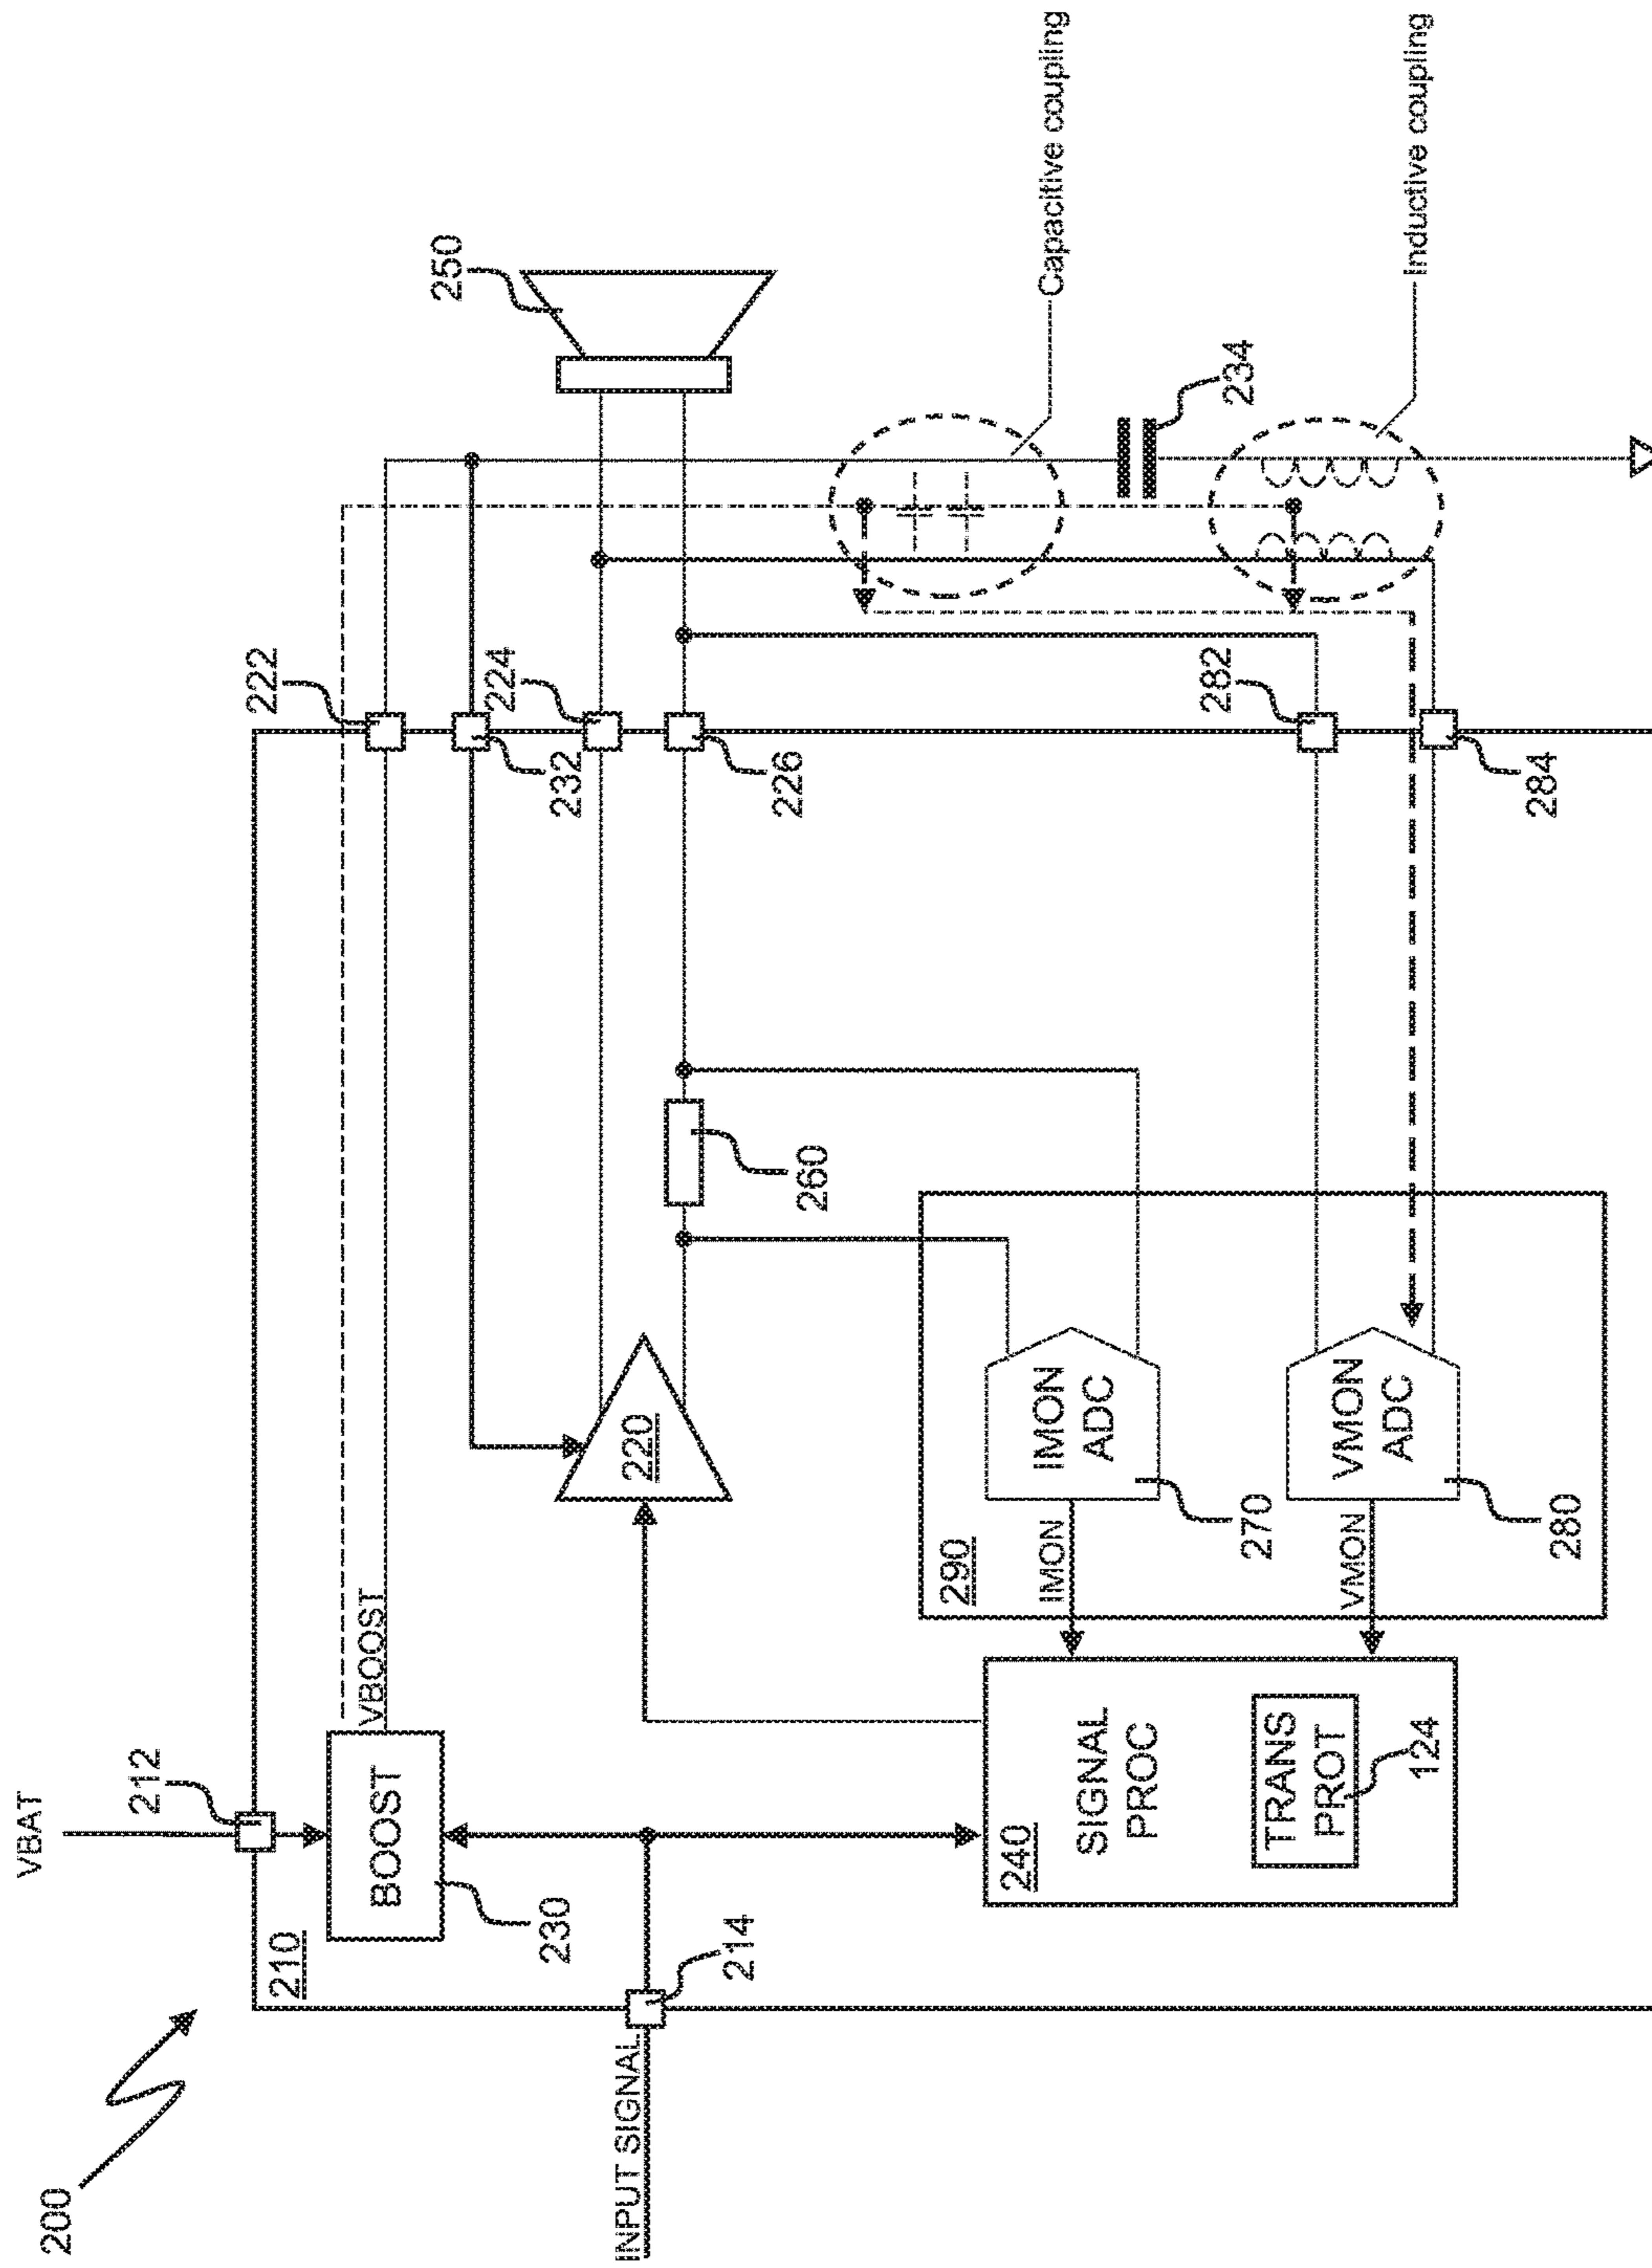 200
VBAT
212
210
BOOST
230
VBOOST
INPUT SIGNAL
214
222
232
224
226
250
220
260
240
SIGNAL
PROC
TRANS
PROT
124
290
IMON
VMON
IMON
ADC
270
VMON
ADC
280
282
284
234
Capacitive coupling
Inductive coupling